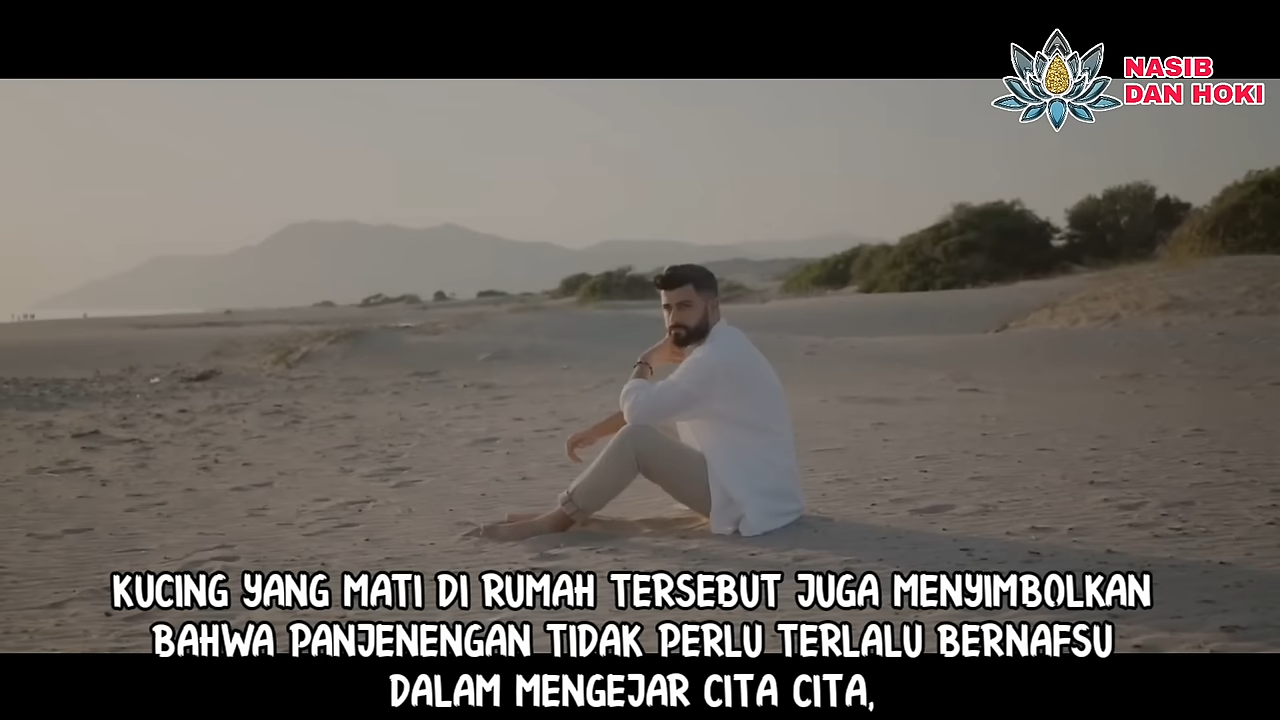 NASIB
DAN HOKI
KUCING YANG MATI DI RUMAH TERSEBUT JUGA MENYIMBOLKAN
BAHWA PANJENENGAN TIDAK PERLU TERLALU BERNAFSU
DALAM MENGEJAR CITA CITA,